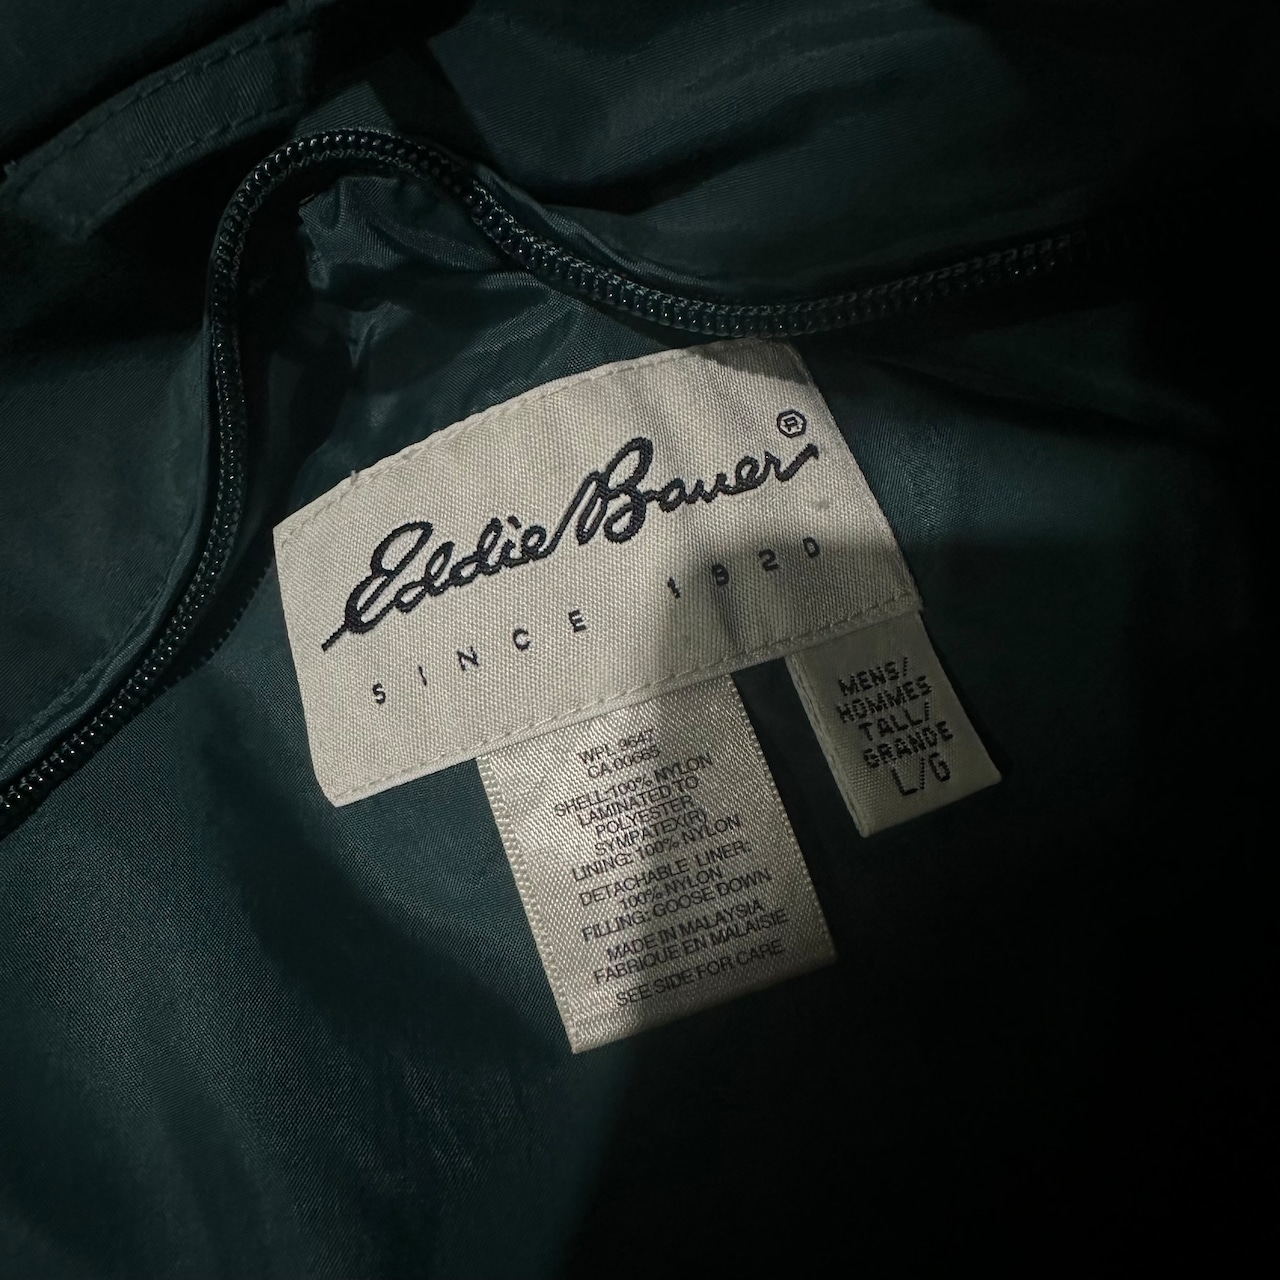 Eddie Bauer®
SINCE 1920
MENS/
HOMMES
TALL/
GRANDE
L/G
WPL 9647
CA 00665
SHELL:100% NYLON
LAMINATED TO
POLYESTER
SYMPATEX(R)
LINING: 100% NYLON
DETACHABLE LINER:
100% NYLON
FILLING: GOOSE DOWN
MADE IN MALAYSIA
FABRIQUE EN MALAISIE
SEE SIDE FOR CARE